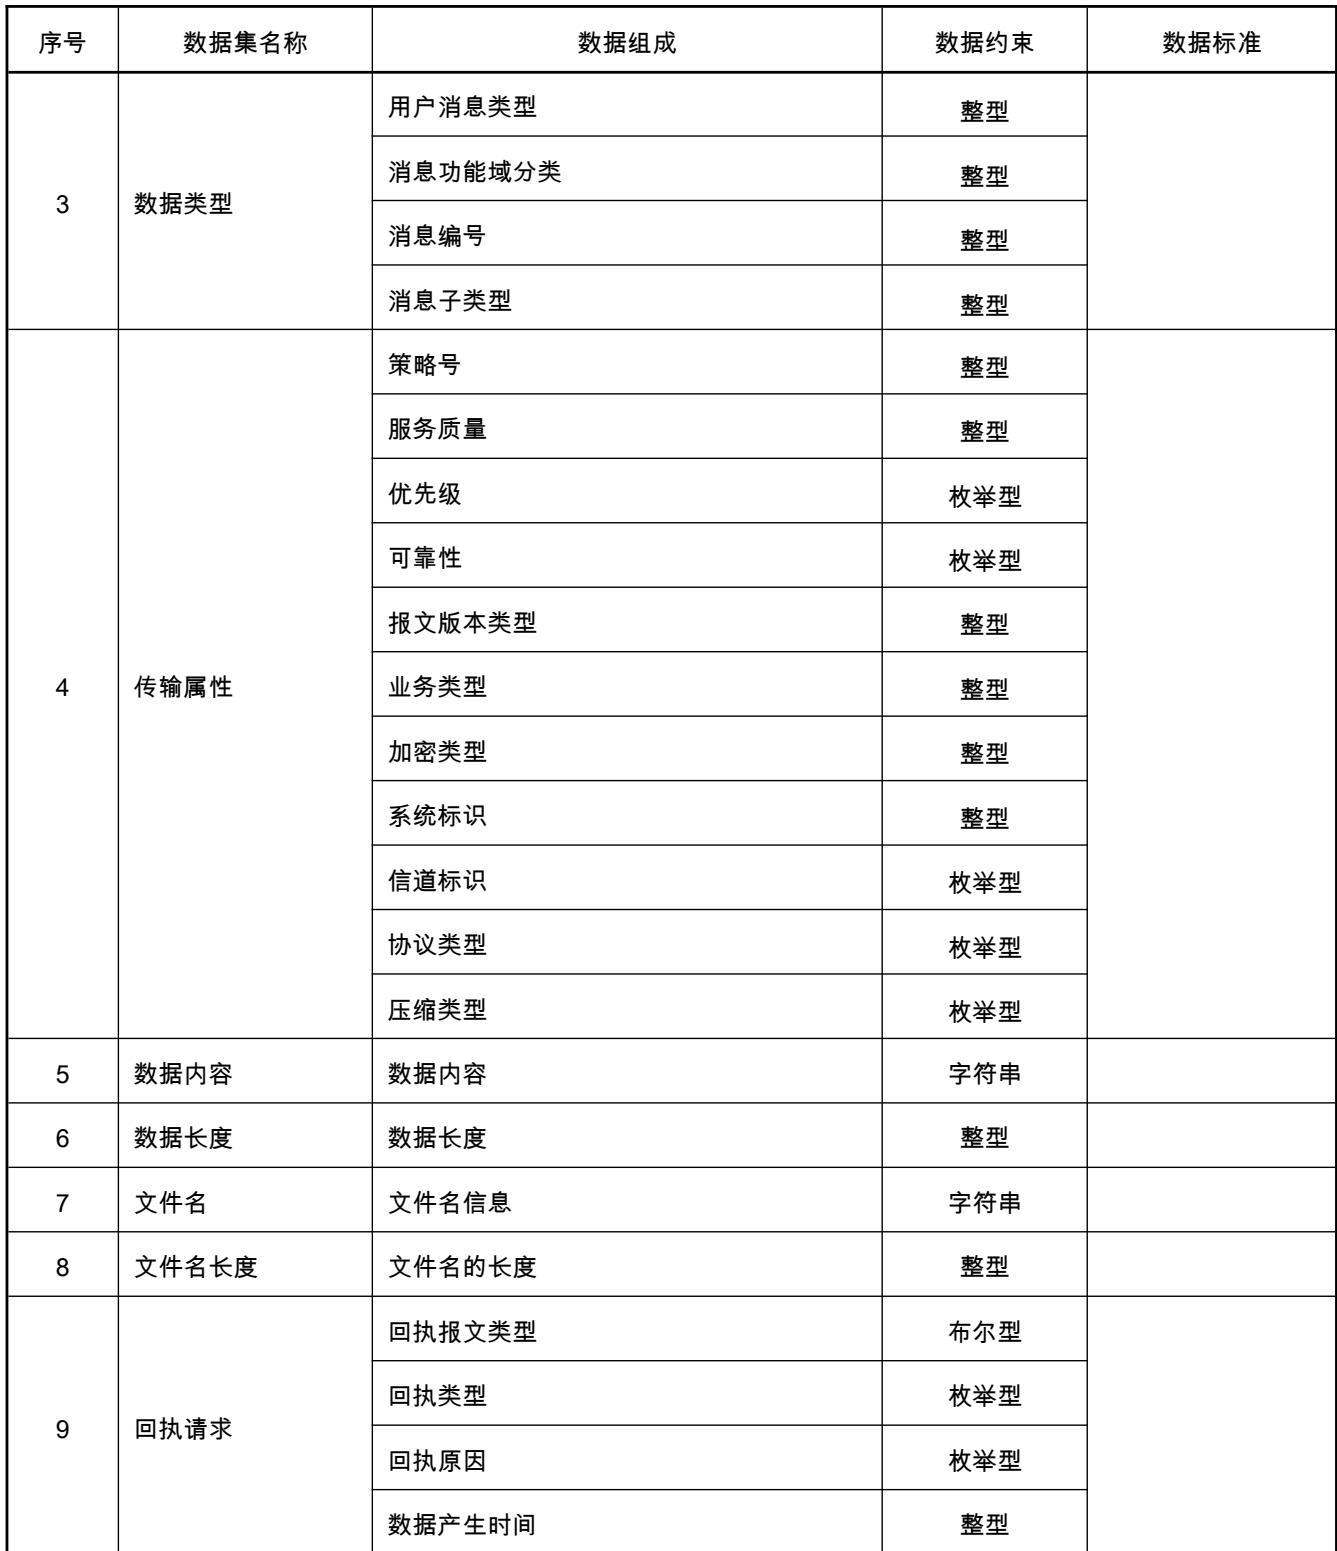 序号 数据集名称 数据组成 数据约束 数据标准
用户消息类型 整型
消息功能域分类 整型
3 数据类型
消息编号 整型
消息子类型 整型
策略号 整型
服务质量 整型
优先级 枚举型
可靠性 枚举型
报文版本类型 整型
4 传输属性 业务类型 整型
加密类型 整型
系统标识 整型
信道标识 枚举型
协议类型 枚举型
压缩类型 枚举型
5 数据内容 数据内容 字符串
6 数据长度 数据长度 整型
7 文件名 文件名信息 字符串
8 文件名长度 文件名的长度 整型
回执报文类型 布尔型
回执类型 枚举型
9 回执请求
回执原因 枚举型
数据产生时间 整型